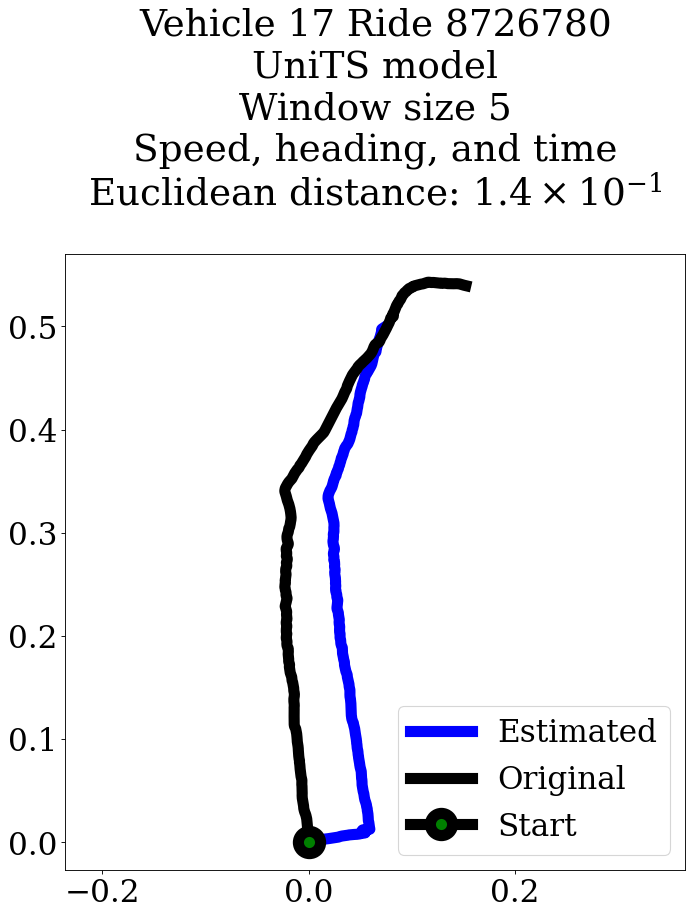 Vehicle 17 Ride 8726780
UniTS model
Window size 5
Speed, heading, and time
Euclidean distance: 1.4 × 10⁻¹
0.5
0.4
0.3
0.2
0.1
0.0
−0.2
0.0
0.2
Estimated
Original
Start